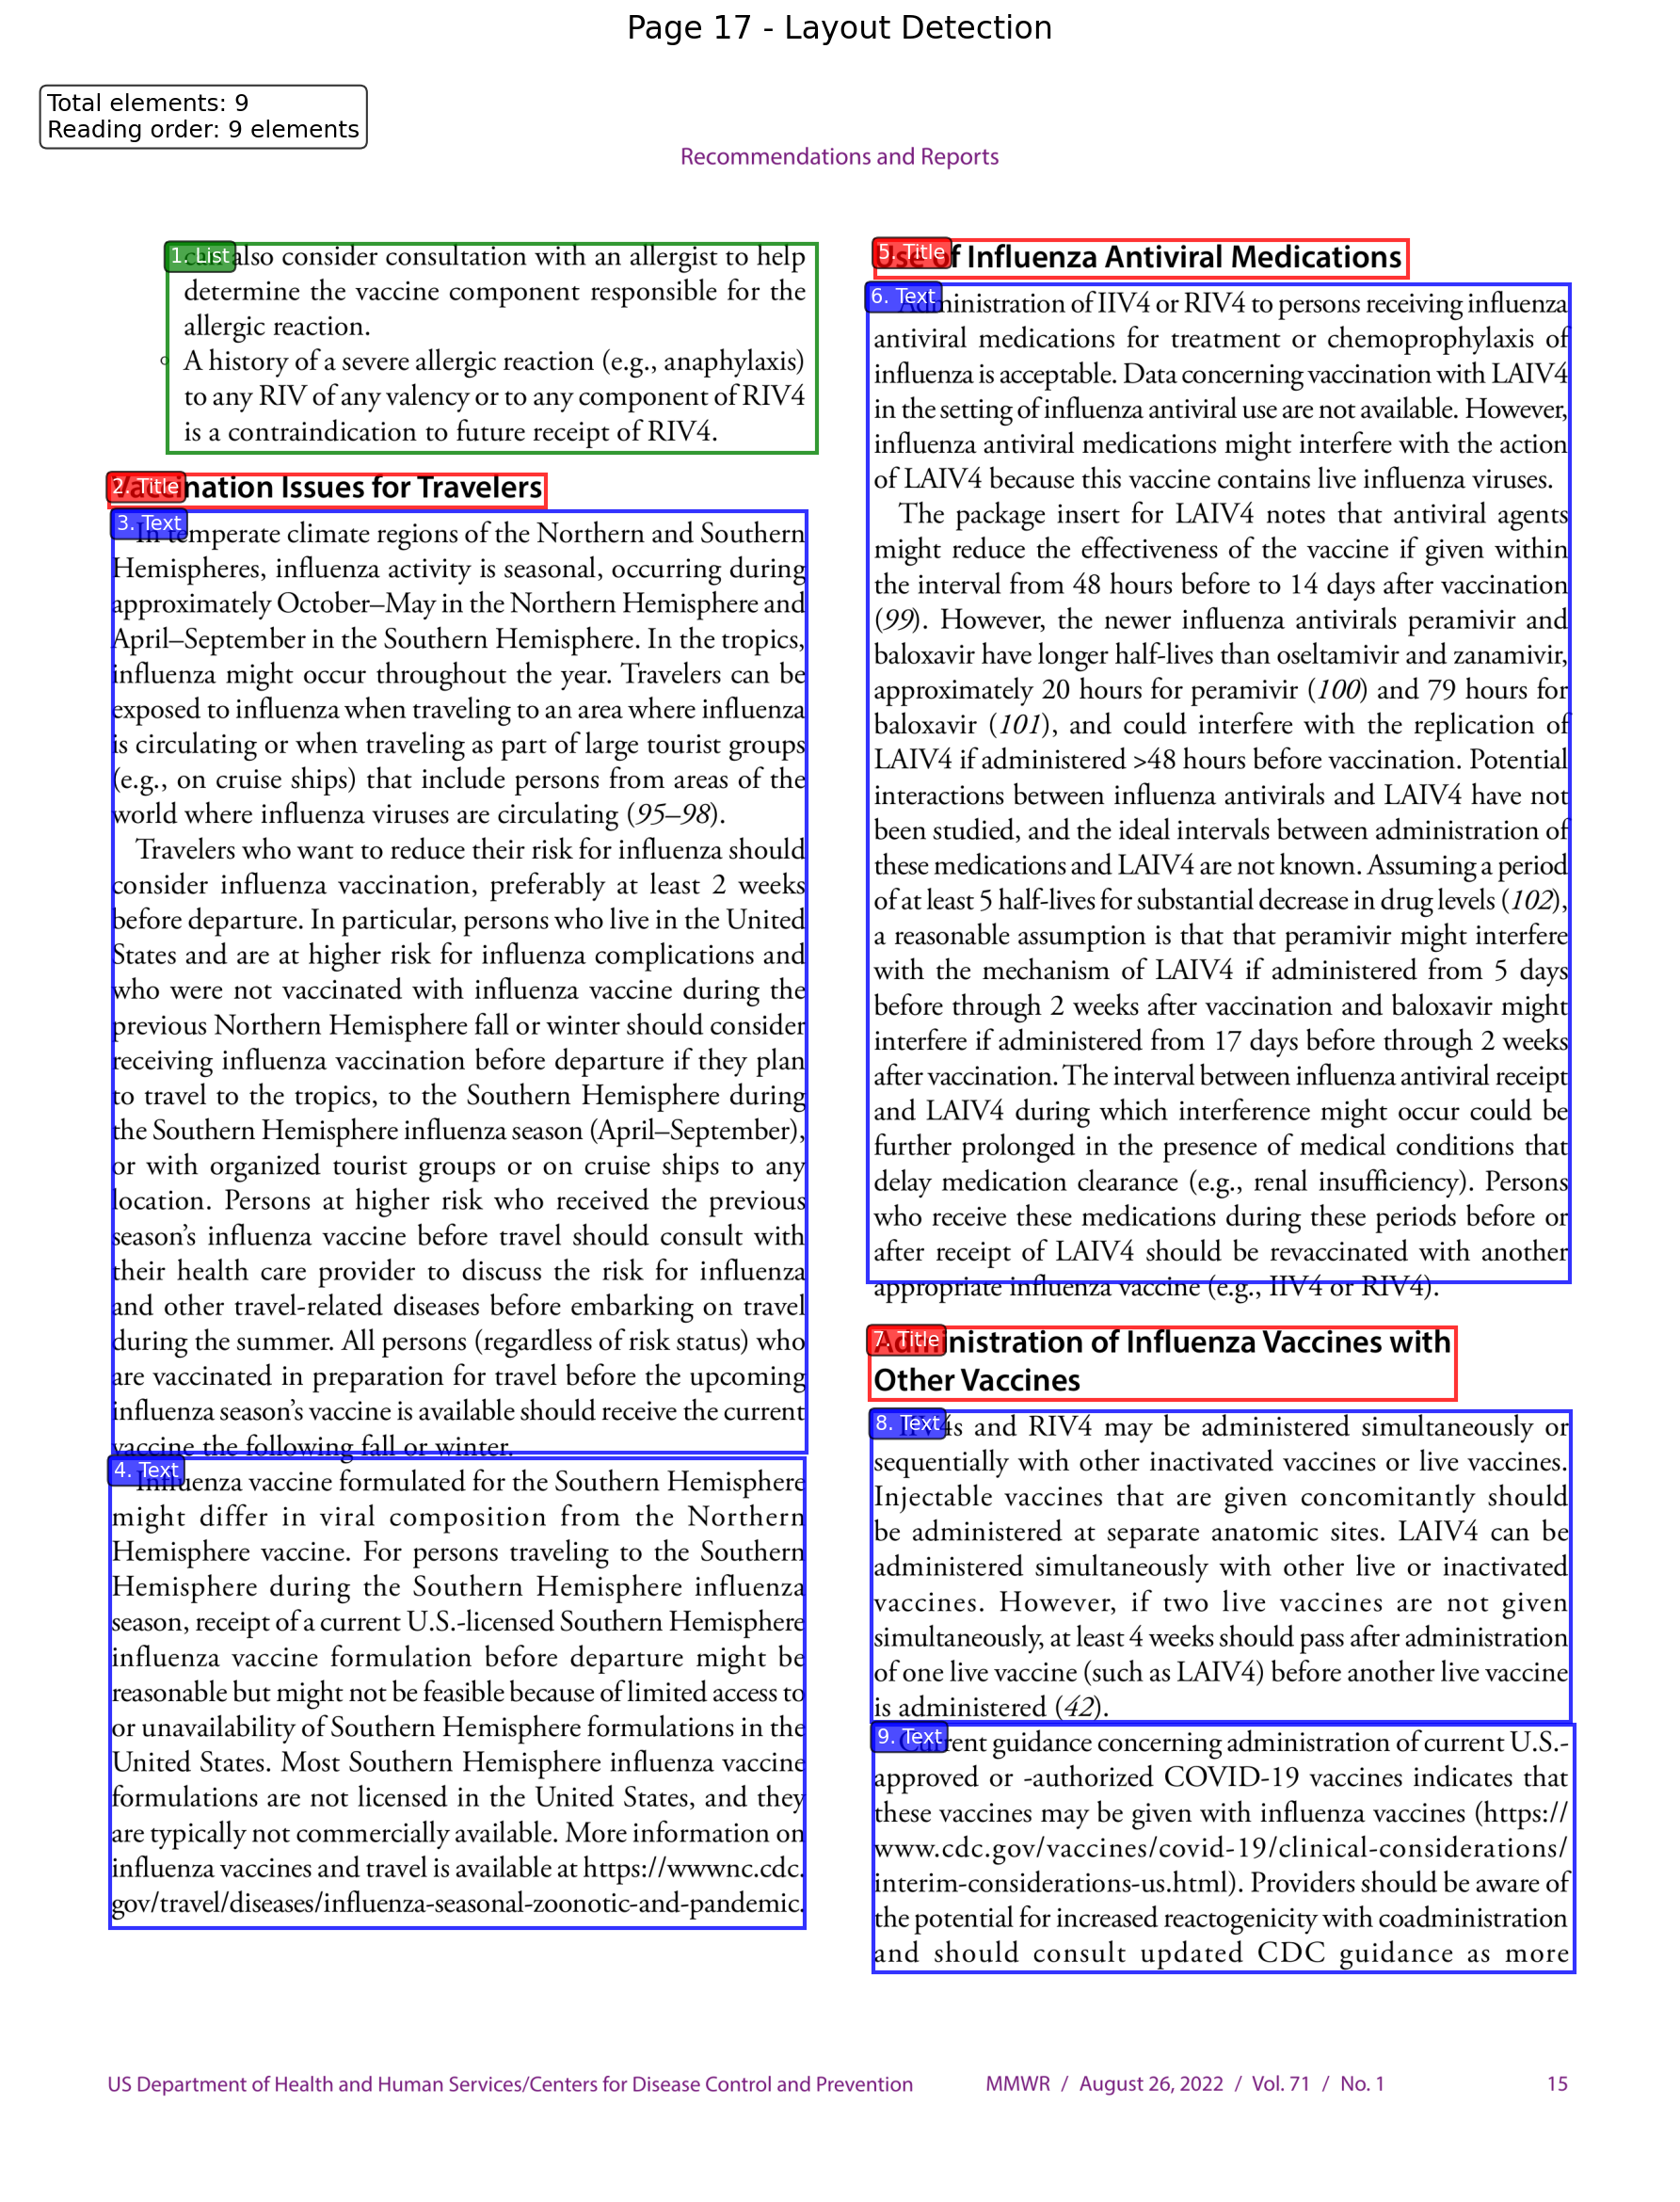 Page 17 - Layout Detection
Total elements: 9
Reading order: 9 elements
Recommendations and Reports
1. List
can also consider consultation with an allergist to help
determine the vaccine component responsible for the
allergic reaction.
◦ A history of a severe allergic reaction (e.g., anaphylaxis)
to any RIV of any valency or to any component of RIV4
is a contraindication to future receipt of RIV4.
2. Title
Vaccination Issues for Travelers
3. Text
In temperate climate regions of the Northern and Southern
Hemispheres, influenza activity is seasonal, occurring during
approximately October–May in the Northern Hemisphere and
April–September in the Southern Hemisphere. In the tropics,
influenza might occur throughout the year. Travelers can be
exposed to influenza when traveling to an area where influenza
is circulating or when traveling as part of large tourist groups
(e.g., on cruise ships) that include persons from areas of the
world where influenza viruses are circulating (95–98).
Travelers who want to reduce their risk for influenza should
consider influenza vaccination, preferably at least 2 weeks
before departure. In particular, persons who live in the United
States and are at higher risk for influenza complications and
who were not vaccinated with influenza vaccine during the
previous Northern Hemisphere fall or winter should consider
receiving influenza vaccination before departure if they plan
to travel to the tropics, to the Southern Hemisphere during
the Southern Hemisphere influenza season (April–September),
or with organized tourist groups or on cruise ships to any
location. Persons at higher risk who received the previous
season’s influenza vaccine before travel should consult with
their health care provider to discuss the risk for influenza
and other travel-related diseases before embarking on travel
during the summer. All persons (regardless of risk status) who
are vaccinated in preparation for travel before the upcoming
influenza season’s vaccine is available should receive the current
vaccine the following fall or winter.
4. Text
Influenza vaccine formulated for the Southern Hemisphere
might differ in viral composition from the Northern
Hemisphere vaccine. For persons traveling to the Southern
Hemisphere during the Southern Hemisphere influenza
season, receipt of a current U.S.-licensed Southern Hemisphere
influenza vaccine formulation before departure might be
reasonable but might not be feasible because of limited access to
or unavailability of Southern Hemisphere formulations in the
United States. Most Southern Hemisphere influenza vaccine
formulations are not licensed in the United States, and they
are typically not commercially available. More information on
influenza vaccines and travel is available at https://wwwnc.cdc.
gov/travel/diseases/influenza-seasonal-zoonotic-and-pandemic.
5. Title
Use of Influenza Antiviral Medications
6. Text
Administration of IIV4 or RIV4 to persons receiving influenza
antiviral medications for treatment or chemoprophylaxis of
influenza is acceptable. Data concerning vaccination with LAIV4
in the setting of influenza antiviral use are not available. However,
influenza antiviral medications might interfere with the action
of LAIV4 because this vaccine contains live influenza viruses.
The package insert for LAIV4 notes that antiviral agents
might reduce the effectiveness of the vaccine if given within
the interval from 48 hours before to 14 days after vaccination
(99). However, the newer influenza antivirals peramivir and
baloxavir have longer half-lives than oseltamivir and zanamivir,
approximately 20 hours for peramivir (100) and 79 hours for
baloxavir (101), and could interfere with the replication of
LAIV4 if administered >48 hours before vaccination. Potential
interactions between influenza antivirals and LAIV4 have not
been studied, and the ideal intervals between administration of
these medications and LAIV4 are not known. Assuming a period
of at least 5 half-lives for substantial decrease in drug levels (102),
a reasonable assumption is that that peramivir might interfere
with the mechanism of LAIV4 if administered from 5 days
before through 2 weeks after vaccination and baloxavir might
interfere if administered from 17 days before through 2 weeks
after vaccination. The interval between influenza antiviral receipt
and LAIV4 during which interference might occur could be
further prolonged in the presence of medical conditions that
delay medication clearance (e.g., renal insufficiency). Persons
who receive these medications during these periods before or
after receipt of LAIV4 should be revaccinated with another
appropriate influenza vaccine (e.g., IIV4 or RIV4).
7. Title
Administration of Influenza Vaccines with
Other Vaccines
8. Text
IIV4s and RIV4 may be administered simultaneously or
sequentially with other inactivated vaccines or live vaccines.
Injectable vaccines that are given concomitantly should
be administered at separate anatomic sites. LAIV4 can be
administered simultaneously with other live or inactivated
vaccines. However, if two live vaccines are not given
simultaneously, at least 4 weeks should pass after administration
of one live vaccine (such as LAIV4) before another live vaccine
is administered (42).
9. Text
Current guidance concerning administration of current U.S.-
approved or -authorized COVID-19 vaccines indicates that
these vaccines may be given with influenza vaccines (https://
www.cdc.gov/vaccines/covid-19/clinical-considerations/
interim-considerations-us.html). Providers should be aware of
the potential for increased reactogenicity with coadministration
and should consult updated CDC guidance as more
US Department of Health and Human Services/Centers for Disease Control and Prevention MMWR / August 26, 2022 / Vol. 71 / No. 1 15